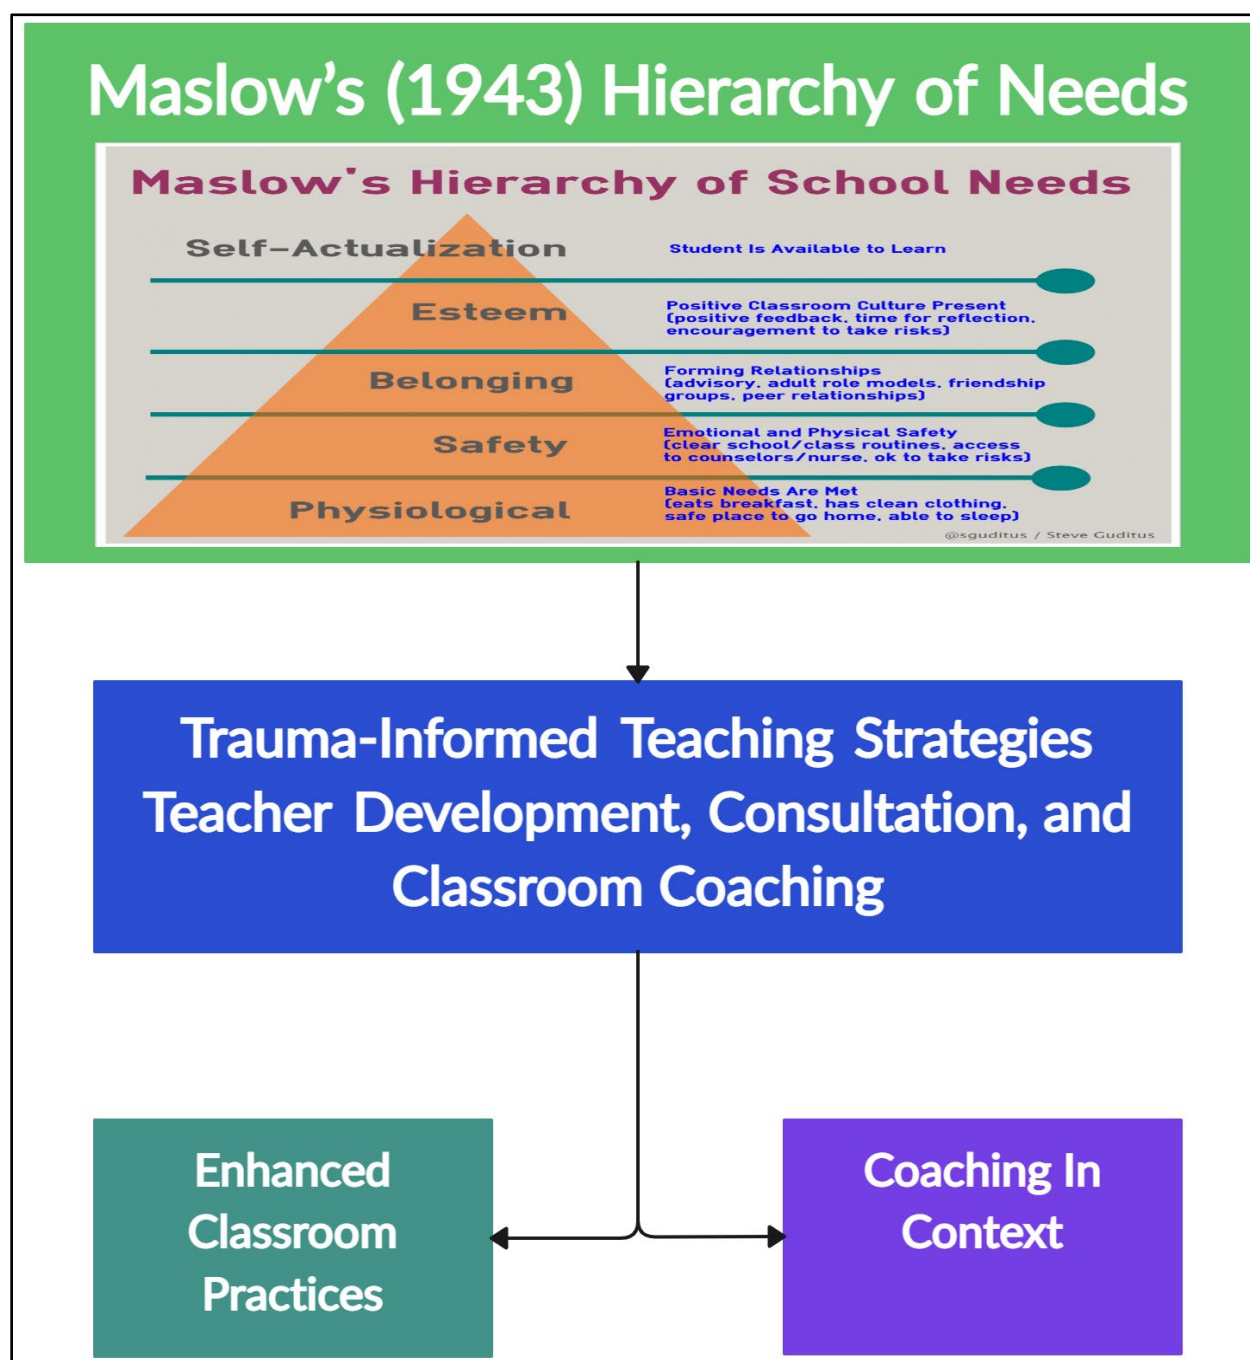 Maslow’s (1943) Hierarchy of Needs
Maslow's Hierarchy of School Needs
Self-Actualization
Student Is Available to Learn
Esteem
Positive Classroom Culture Present
(positive feedback, time for reflection,
encouragement to take risks)
Belonging
Forming Relationships
(advisory, adult role models, friendship
groups, peer relationships)
Safety
Emotional and Physical Safety
(clear school/class routines, access
to counselors/nurse, ok to take risks)
Physiological
Basic Needs Are Met
(eats breakfast, has clean clothing,
safe place to go home, able to sleep)
@sguditus / Steve Guditus
Trauma-Informed Teaching Strategies
Teacher Development, Consultation, and
Classroom Coaching
Enhanced
Classroom
Practices
Coaching In
Context